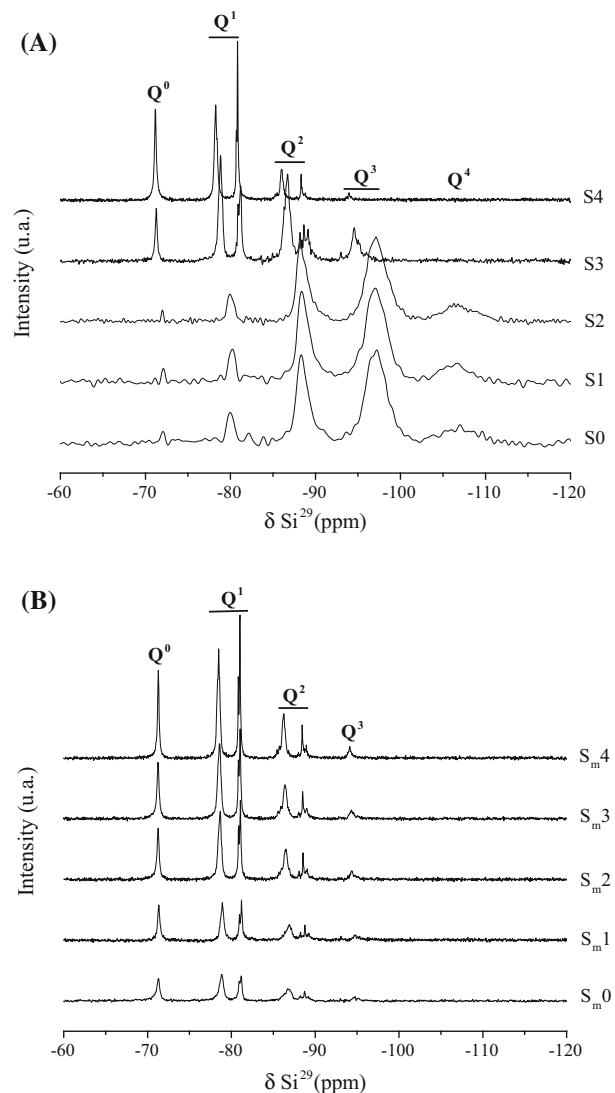 (A)
Q⁰
Q¹
Q²
Q³
Q⁴
S4
S3
S2
S1
S0
Intensity (u.a.)
-60 -70 -80 -90 -100 -110 -120
δ Si²⁹(ppm)
(B)
Q⁰
Q¹
Q²
Q³
Sₘ4
Sₘ3
Sₘ2
Sₘ1
Sₘ0
Intensity (u.a.)
-60 -70 -80 -90 -100 -110 -120
δ Si²⁹(ppm)